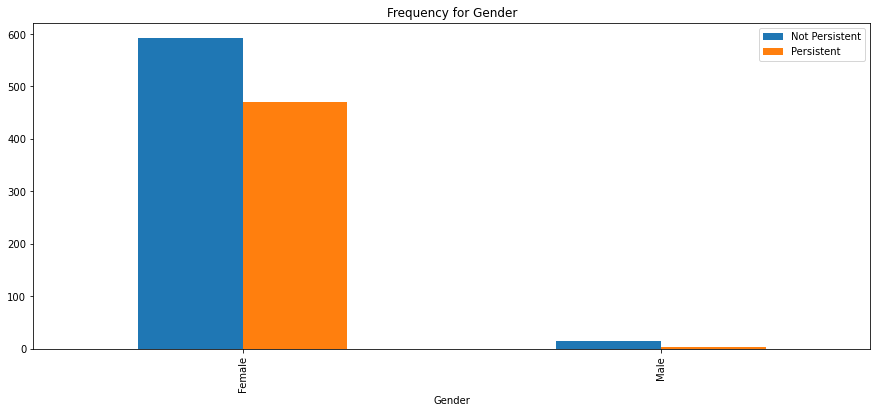 Frequency for Gender
Not Persistent
Persistent
600
500
400
300
200
100
0
Female
Male
Gender